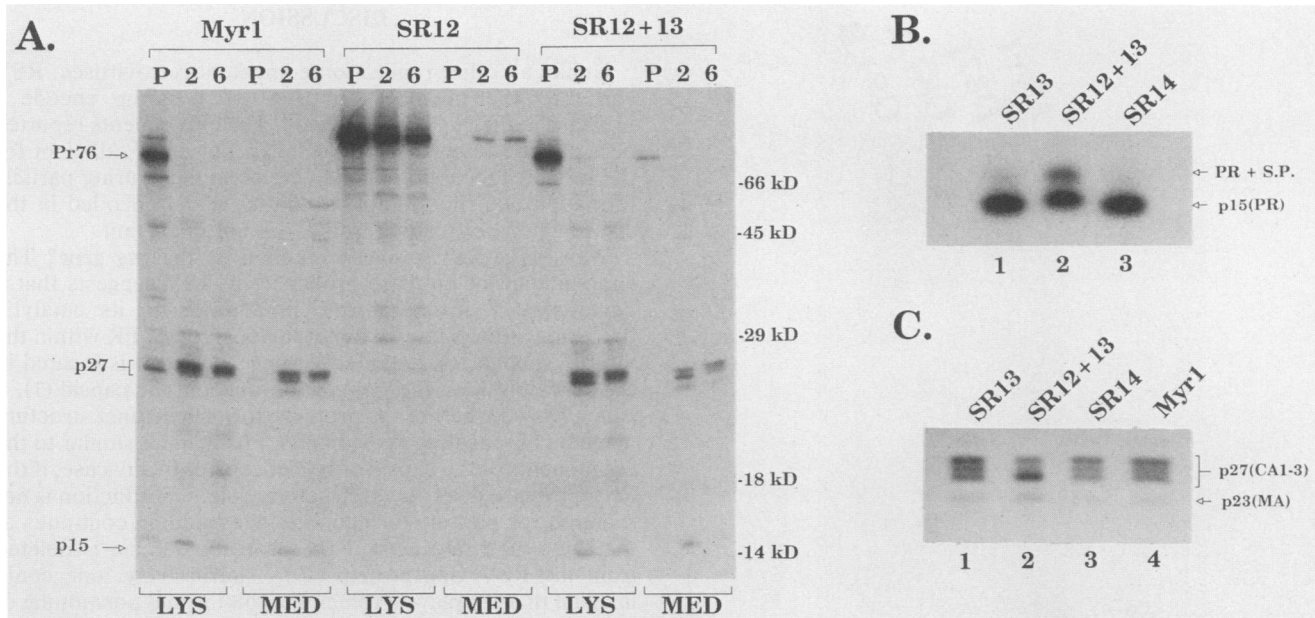 A.
Myr1 SR12 SR12+13
P 2 6 P 2 6 P 2 6 P 2 6 P 2 6 P 2 6
Pr76
-66 kD
-45 kD
-29 kD
p27
-18 kD
p15
-14 kD
LYS MED LYS MED LYS MED
B.
SR13 SR12+13 SR14
PR + S.P.
p15(PR)
1 2 3
C.
SR13 SR12+13 SR14 Myr1
p27(CA1-3)
p23(MA)
1 2 3 4